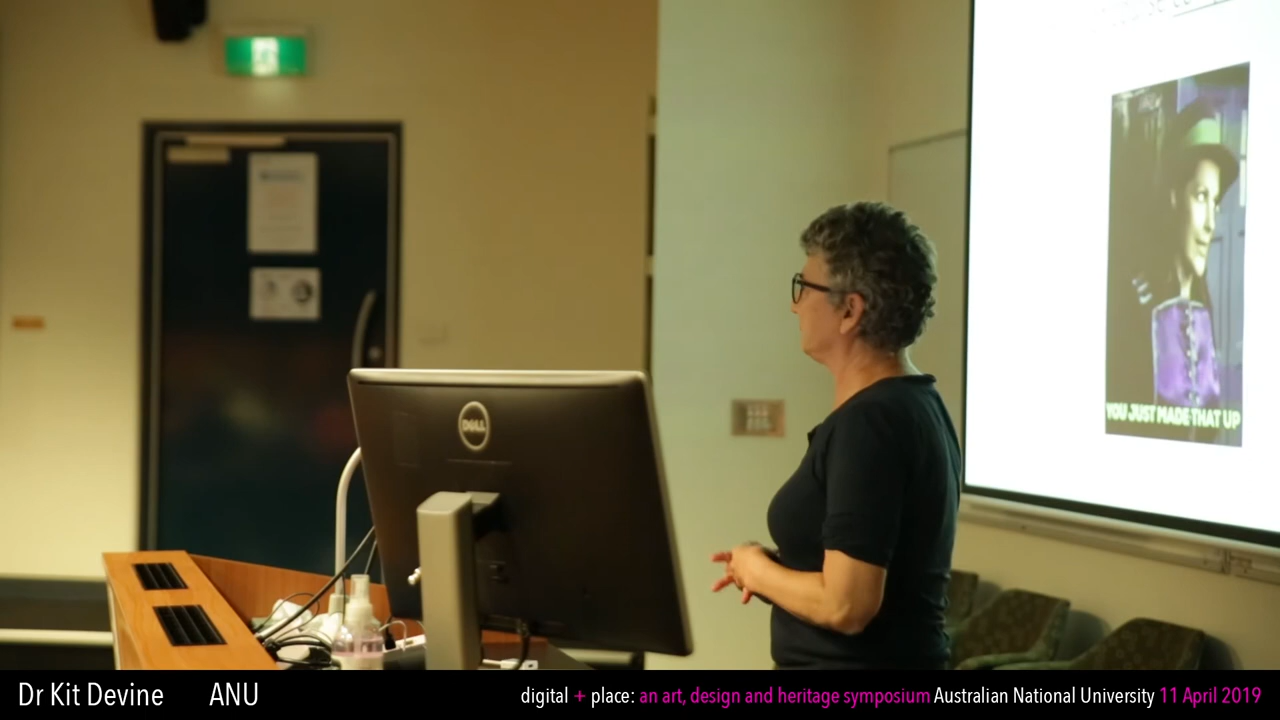 YOU JUST MADE THAT UP
DELL
Dr Kit Devine ANU
digital + place: an art, design and heritage symposium Australian National University 11 April 2019